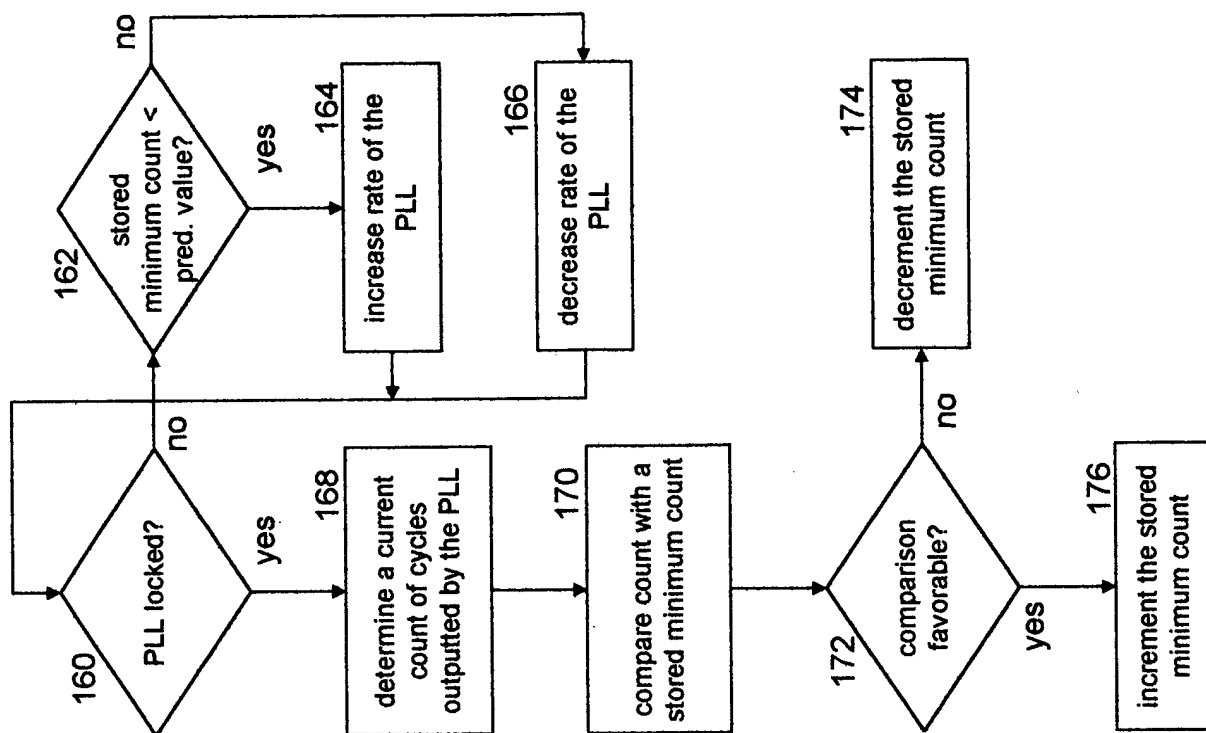 160
PLL locked?
no
yes
162
stored
minimum count <
pred. value?
no
yes
164
increase rate of the
PLL
166
decrease rate of the
PLL
168
determine a current
count of cycles
outputted by the PLL
170
compare count with a
stored minimum count
172
comparison
favorable?
no
yes
174
decrement the stored
minimum count
176
increment the stored
minimum count